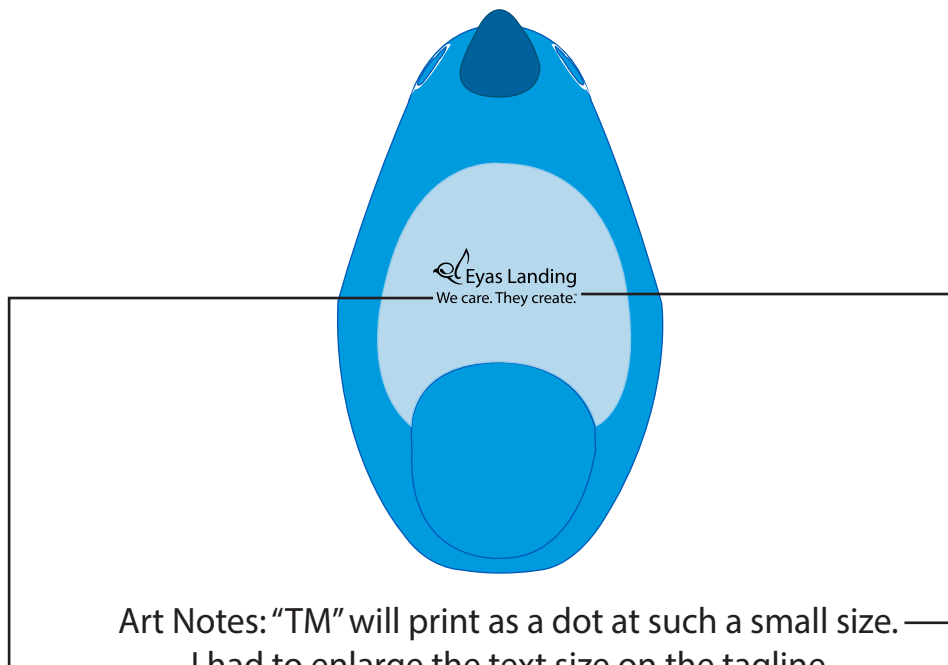 Eyas Landing
We care. They create.™
Art Notes: “TM” will print as a dot at such a small size.
I had to enlarge the text size on the tagline